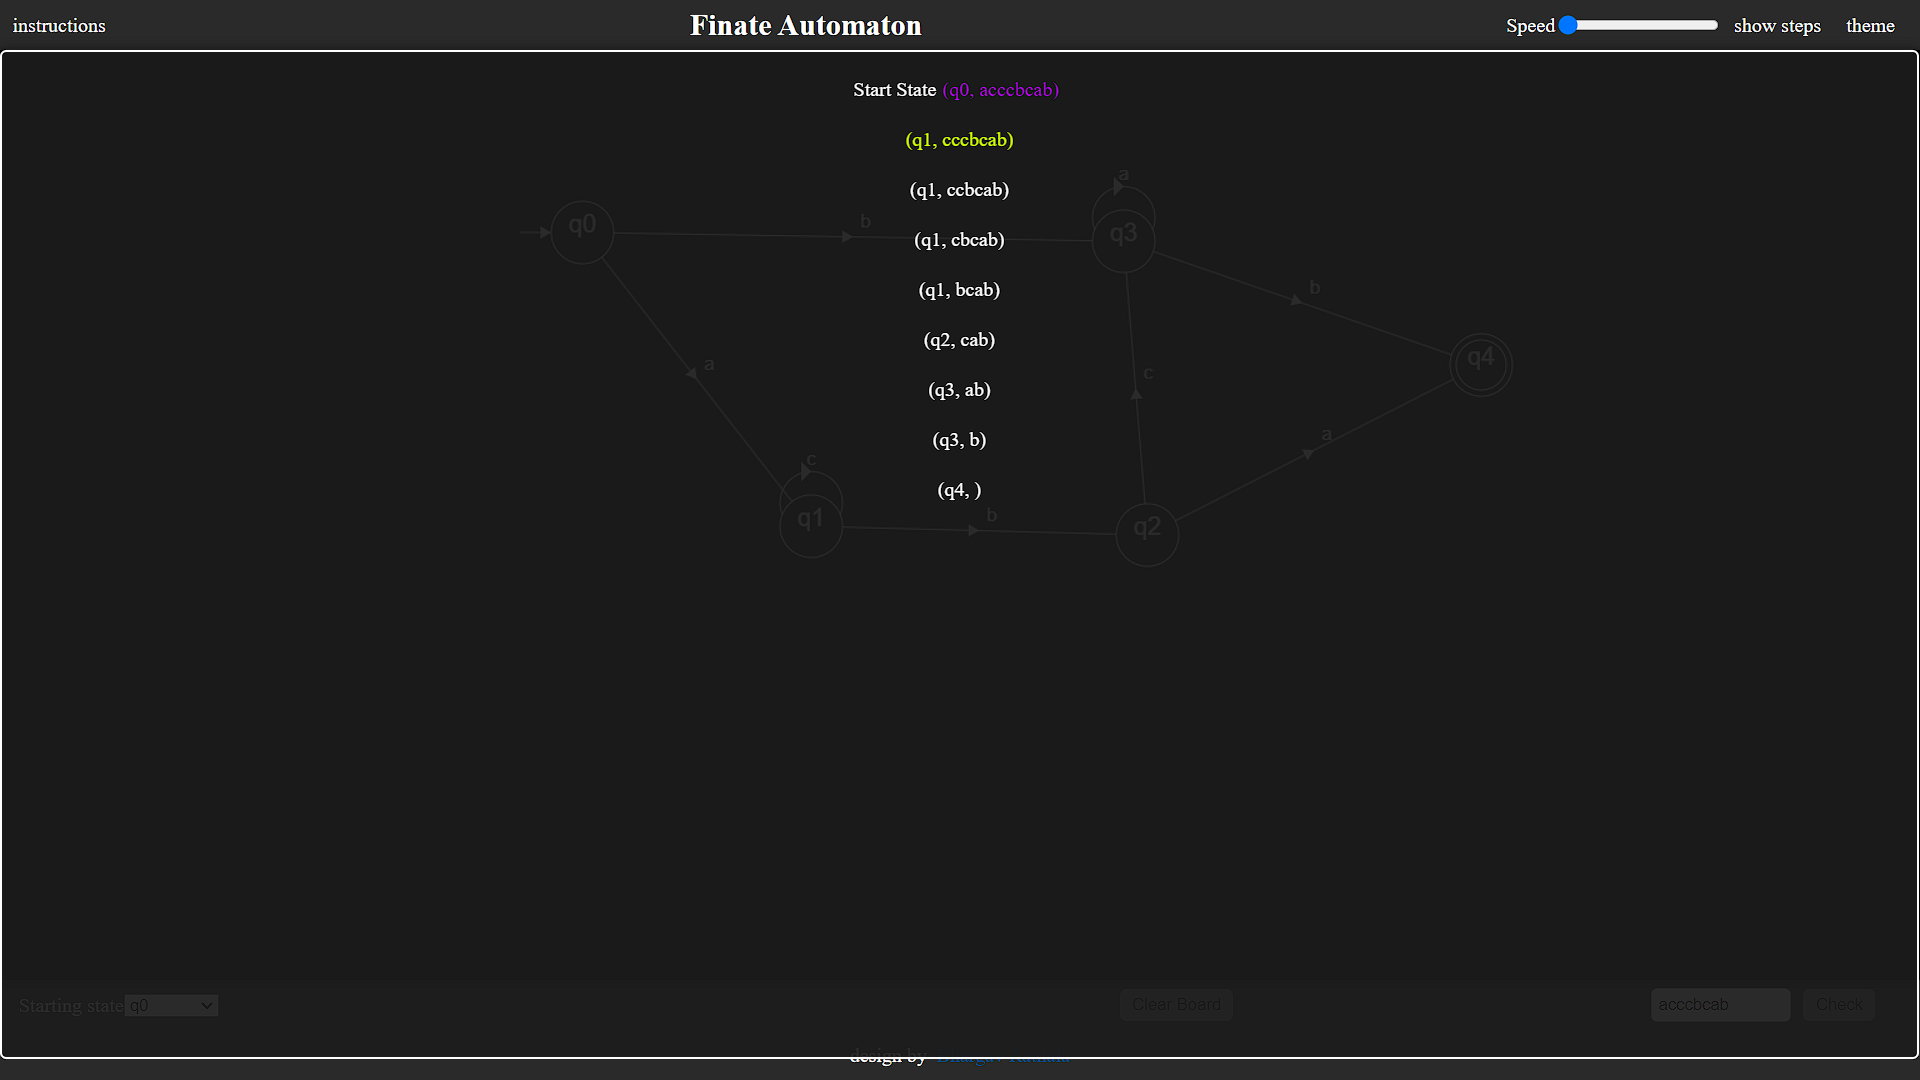 instructions
Finate Automaton
Speed
show steps
theme
Start State (q0, acccbcab)
(q1, cccbcab)
(q1, ccbcab)
(q1, cbcab)
(q1, bcab)
(q2, cab)
(q3, ab)
(q3, b)
(q4, )
a
q0
b
q3
b
q4
a
c
a
c
q1
b
q2
Starting state q0
Clear Board
acccbcab
Check
design by